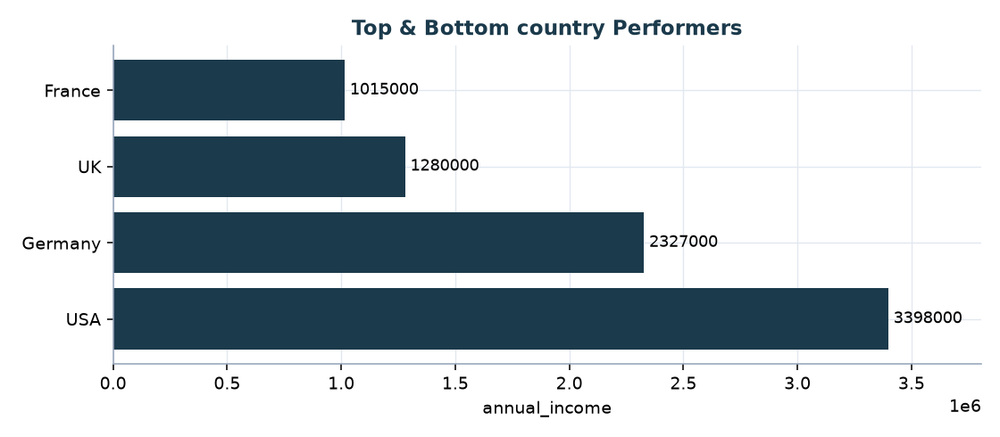 Top & Bottom country Performers
France
1015000
UK
1280000
Germany
2327000
USA
3398000
0.0 0.5 1.0 1.5 2.0 2.5 3.0 3.5
1e6
annual_income